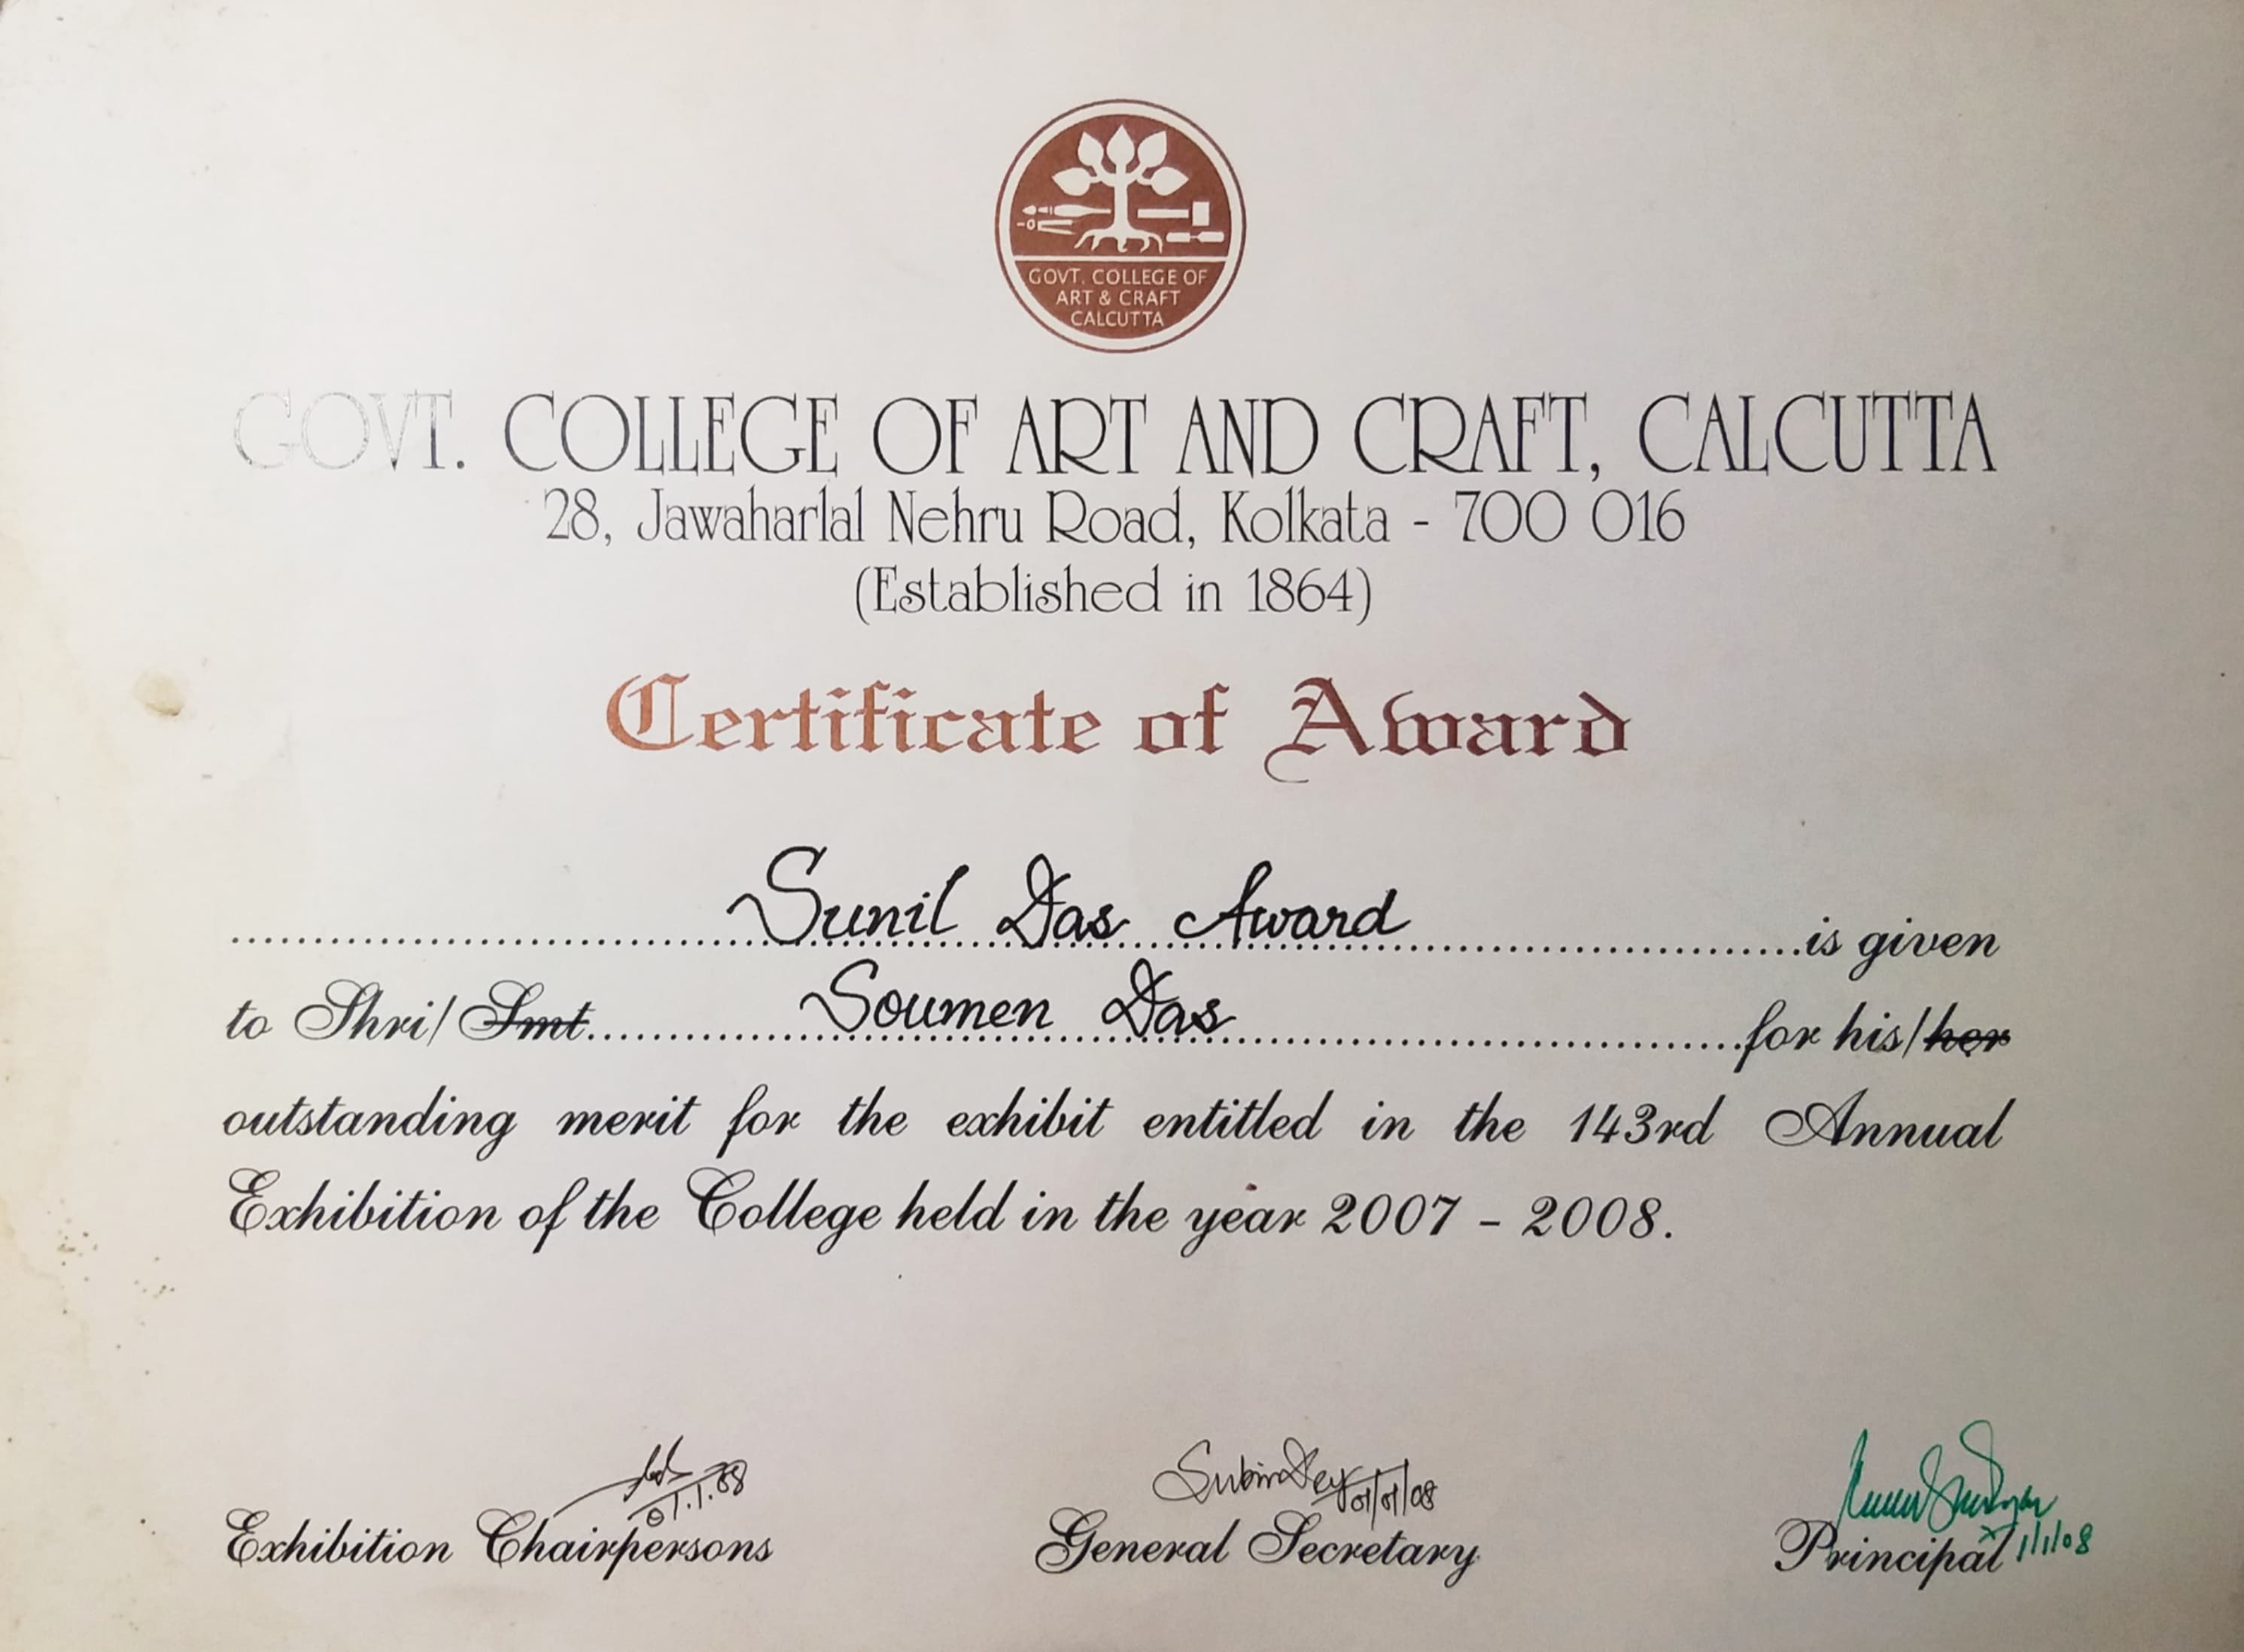 GOVT. COLLEGE OF
ART & CRAFT
CALCUTTA
GOVT. COLLEGE OF ART AND CRAFT, CALCUTTA
28, Jawaharlal Nehru Road, Kolkata - 700 016
(Established in 1864)
Certificate of Award
Sunil Das Award is given
to Shri/ Smt. Soumen Das for his/her
outstanding merit for the exhibit entitled in the 143rd Annual
Exhibition of the College held in the year 2007 - 2008.
01.1.08 Subir Dey 01/01/08 1/1/08
Exhibition Chairpersons General Secretary Principal